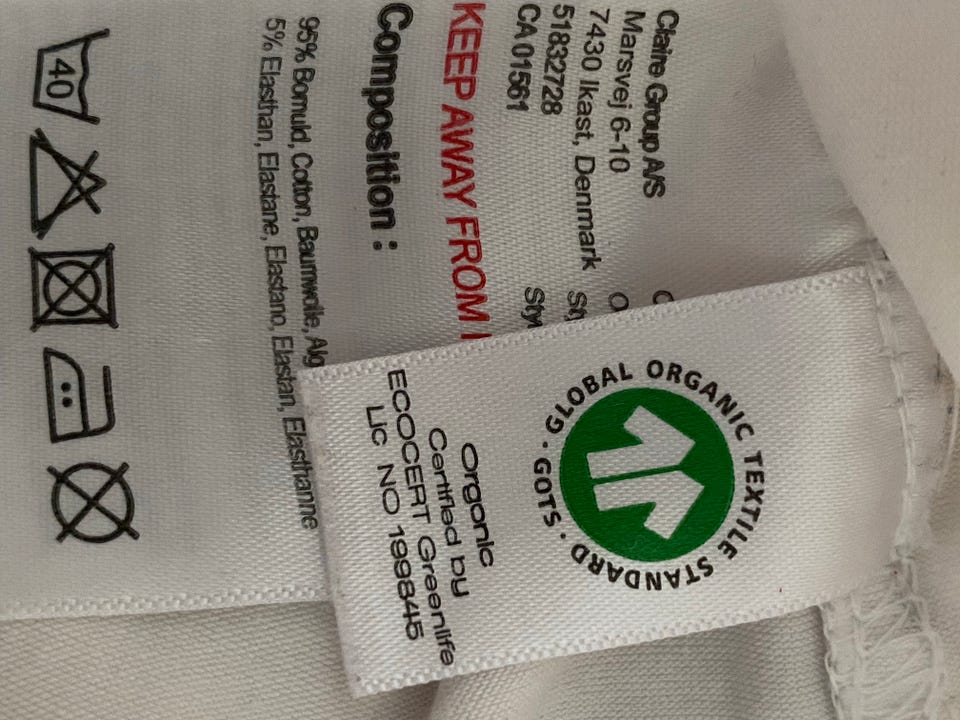 Claire Group A/S
Marsvej 6-10
7430 Ikast, Denmark
51832728
CA 01561
KEEP AWAY FROM
Composition :
95% Bomuld, Cotton, Baumwolle, Alg
5% Elasthan, Elastane, Elastano, Elastan, Elasthanne
40
GLOBAL ORGANIC TEXTILE STANDARD · GOTS ·
Organic
Certified by
ECOCERT Greenlife
Lic NO 199845